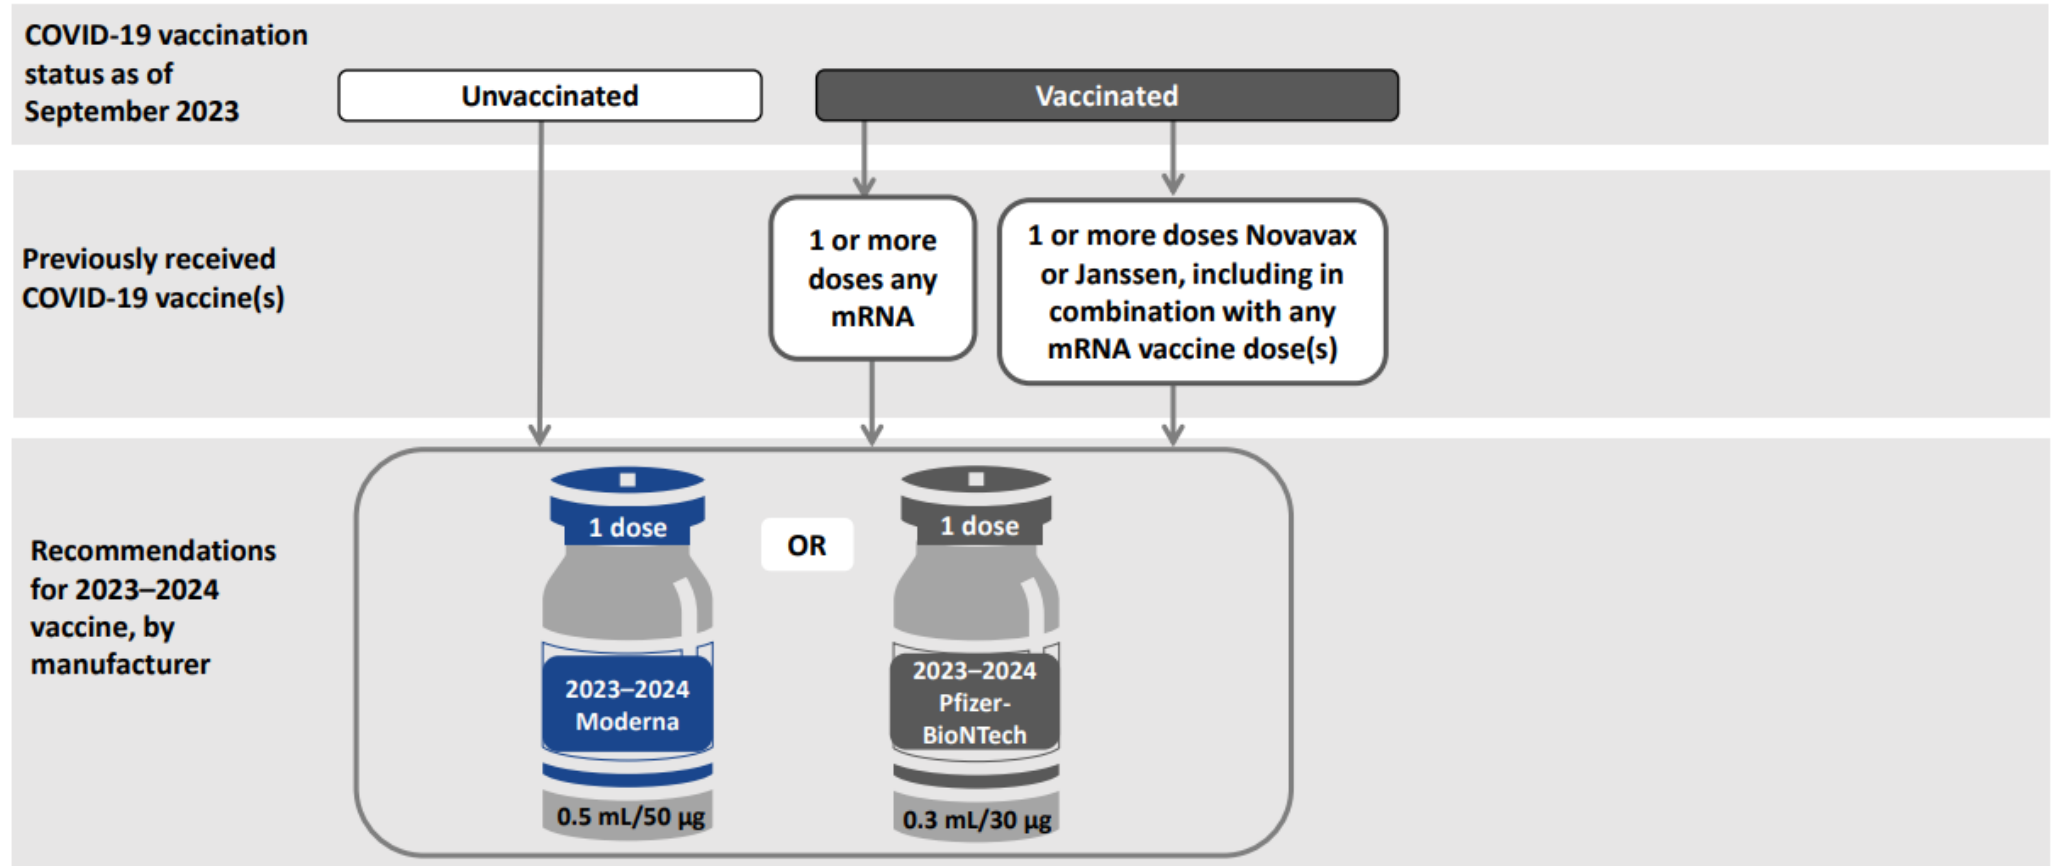 COVID-19 vaccination
status as of
September 2023
Unvaccinated
Vaccinated
Previously received
COVID-19 vaccine(s)
1 or more
doses any
mRNA
1 or more doses Novavax
or Janssen, including in
combination with any
mRNA vaccine dose(s)
Recommendations
for 2023–2024
vaccine, by
manufacturer
1 dose
2023–2024
Moderna
0.5 mL/50 µg
OR
1 dose
2023–2024
Pfizer-
BioNTech
0.3 mL/30 µg